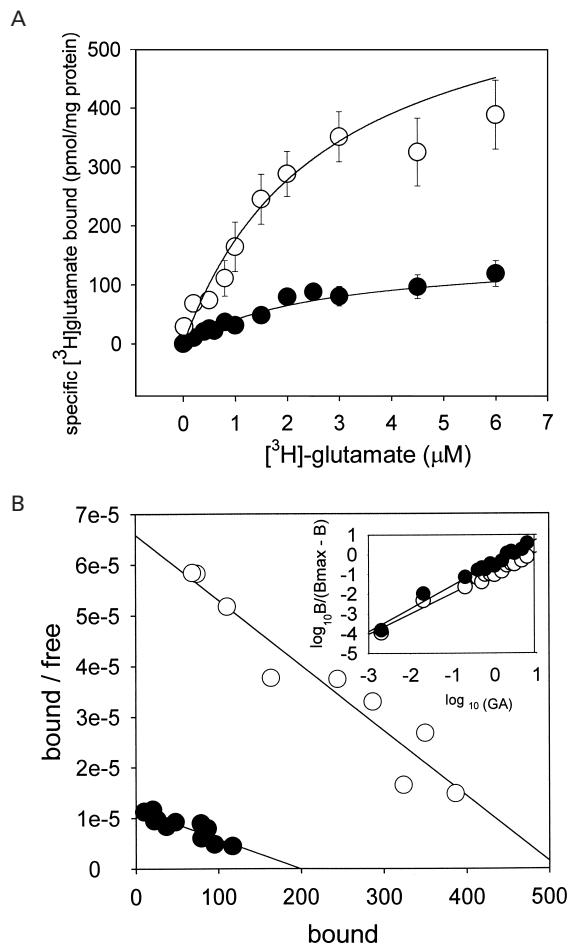 A
specific [³H]glutamate bound (pmol/mg protein)
500
400
300
200
100
0
0 1 2 3 4 5 6 7
[³H]-glutamate (μM)
B
bound / free
7e-5
6e-5
5e-5
4e-5
3e-5
2e-5
1e-5
0
0 100 200 300 400 500
bound
log₁₀B/(Bmax - B)
1
0
-1
-2
-3
-4
-5
-3 -2 -1 0 1
log ₁₀ (GA)